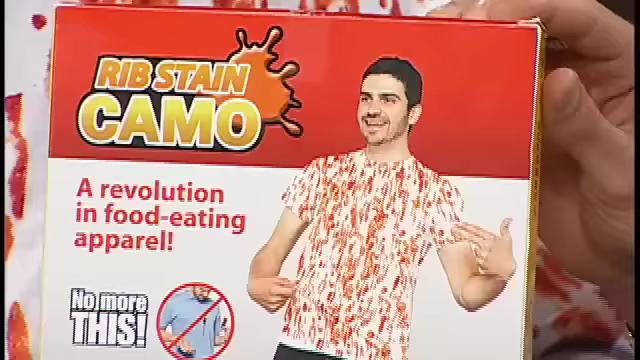 RIB STAIN
CAMO
A revolution
in food-eating
apparel!
No more
THIS!